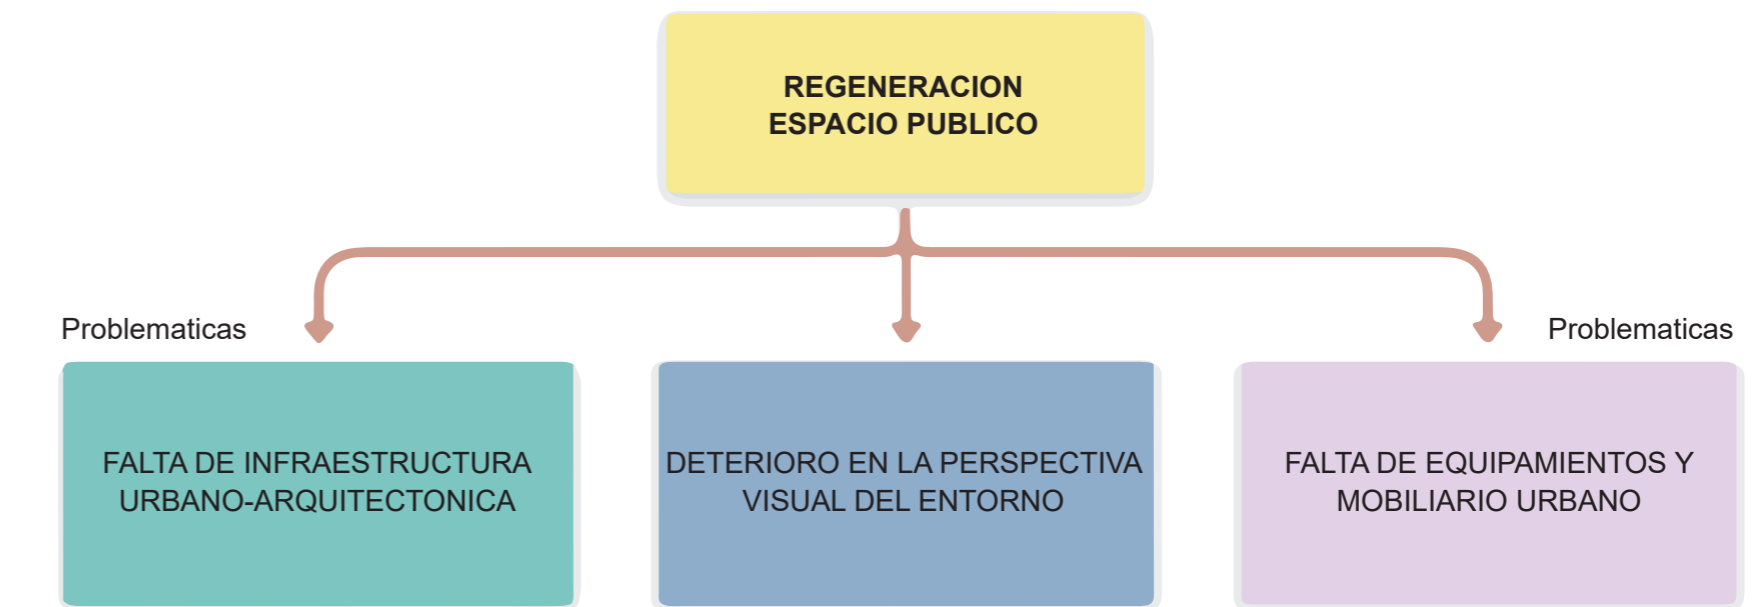 REGENERACION
ESPACIO PUBLICO
Problematicas
Problematicas
FALTA DE INFRAESTRUCTURA
URBANO-ARQUITECTONICA
DETERIORO EN LA PERSPECTIVA
VISUAL DEL ENTORNO
FALTA DE EQUIPAMIENTOS Y
MOBILIARIO URBANO